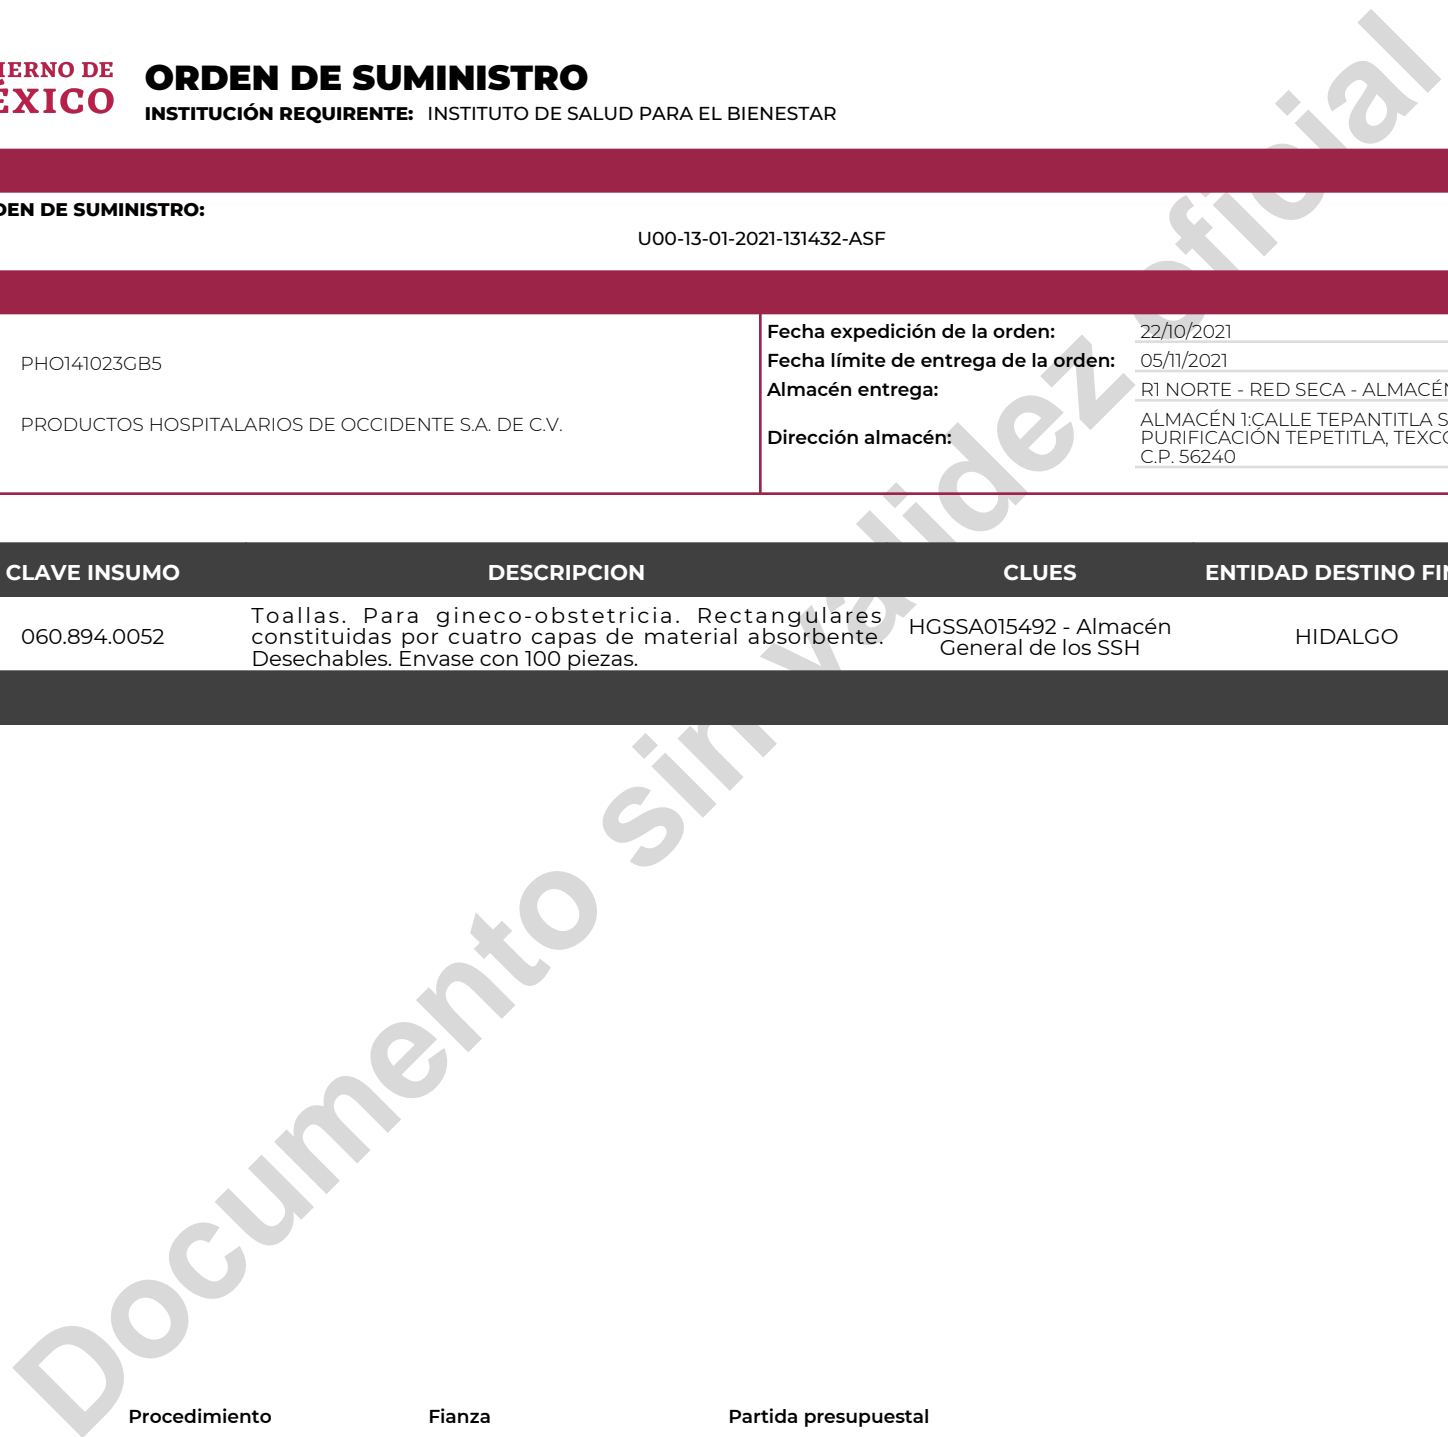 IERNO DE
ÉXICO
ORDEN DE SUMINISTRO
INSTITUCIÓN REQUIRENTE: INSTITUTO DE SALUD PARA EL BIENESTAR
DEN DE SUMINISTRO:
U00-13-01-2021-131432-ASF
PHO141023GB5
PRODUCTOS HOSPITALARIOS DE OCCIDENTE S.A. DE C.V.
Fecha expedición de la orden: 22/10/2021
Fecha límite de entrega de la orden: 05/11/2021
Almacén entrega: R1 NORTE - RED SECA - ALMACÉN
Dirección almacén:
ALMACÉN 1:CALLE TEPANTITLA S
PURIFICACIÓN TEPETITLA, TEXCO
C.P. 56240
CLAVE INSUMO DESCRIPCION CLUES ENTIDAD DESTINO FIN
060.894.0052
Toallas. Para gineco-obstetricia. Rectangulares
constituidas por cuatro capas de material absorbente.
Desechables. Envase con 100 piezas.
HGSSA015492 - Almacén
General de los SSH
HIDALGO
Documento sin validez oficial
Procedimiento Fianza Partida presupuestal